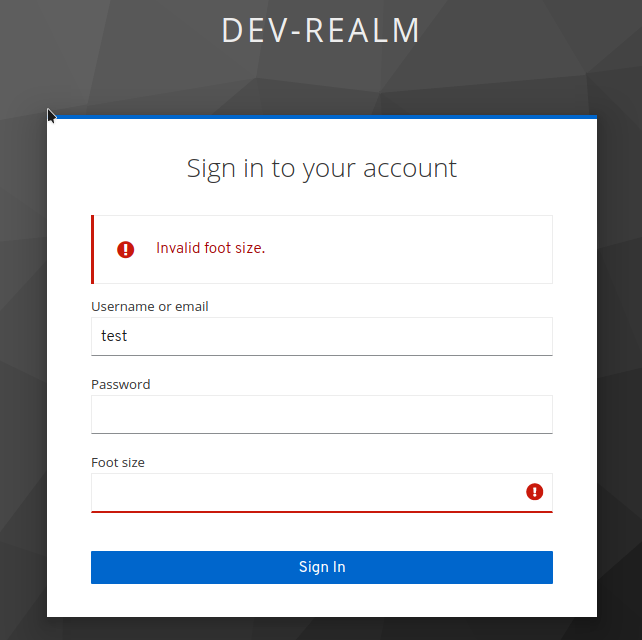 DEV-REALM
Sign in to your account
Invalid foot size.
Username or email
test
Password
Foot size
Sign In